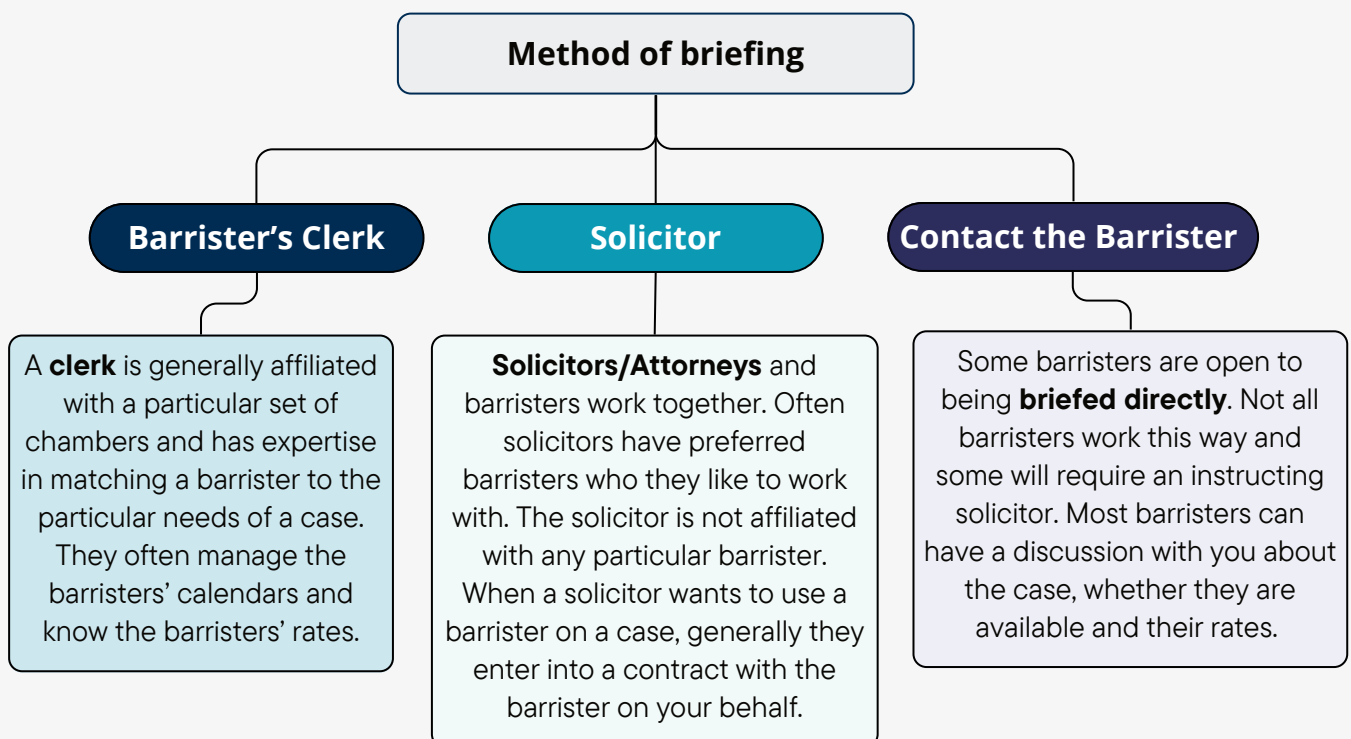 Method of briefing
Barrister’s Clerk
Solicitor
Contact the Barrister
A clerk is generally affiliated
with a particular set of
chambers and has expertise
in matching a barrister to the
particular needs of a case.
They often manage the
barristers’ calendars and
know the barristers’ rates.
Solicitors/Attorneys and
barristers work together. Often
solicitors have preferred
barristers who they like to work
with. The solicitor is not affiliated
with any particular barrister.
When a solicitor wants to use a
barrister on a case, generally they
enter into a contract with the
barrister on your behalf.
Some barristers are open to
being briefed directly. Not all
barristers work this way and
some will require an instructing
solicitor. Most barristers can
have a discussion with you about
the case, whether they are
available and their rates.